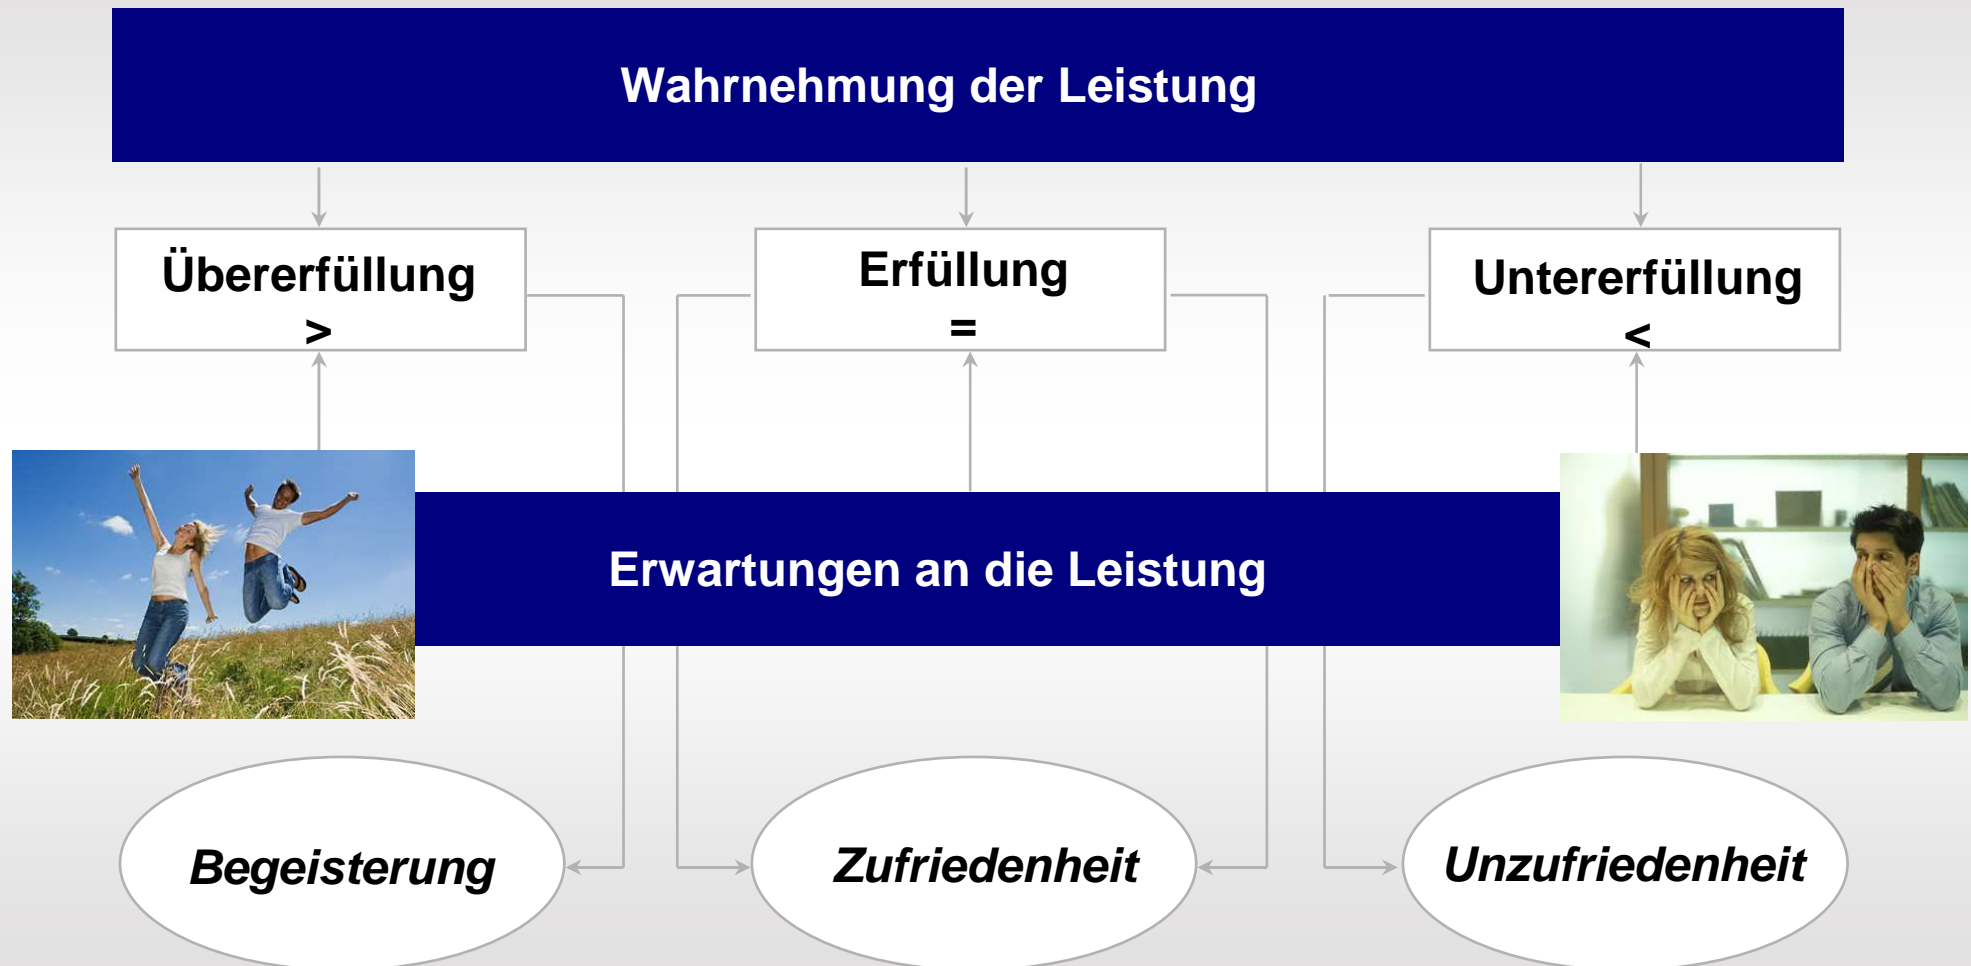 Wahrnehmung der Leistung
Übererfüllung
>
Erfüllung
=
Untererfüllung
<
Erwartungen an die Leistung
Begeisterung
Zufriedenheit
Unzufriedenheit